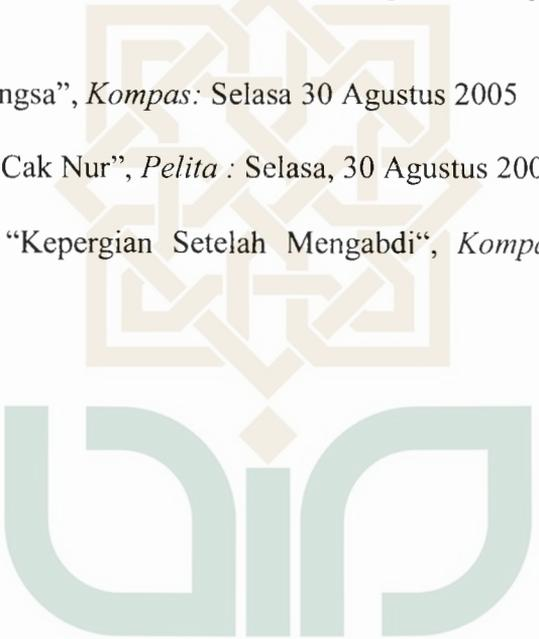 ngsa”, Kompas: Selasa 30 Agustus 2005
Cak Nur”, Pelita : Selasa, 30 Agustus 200
“Kepergian Setelah Mengabdi“, Kompa